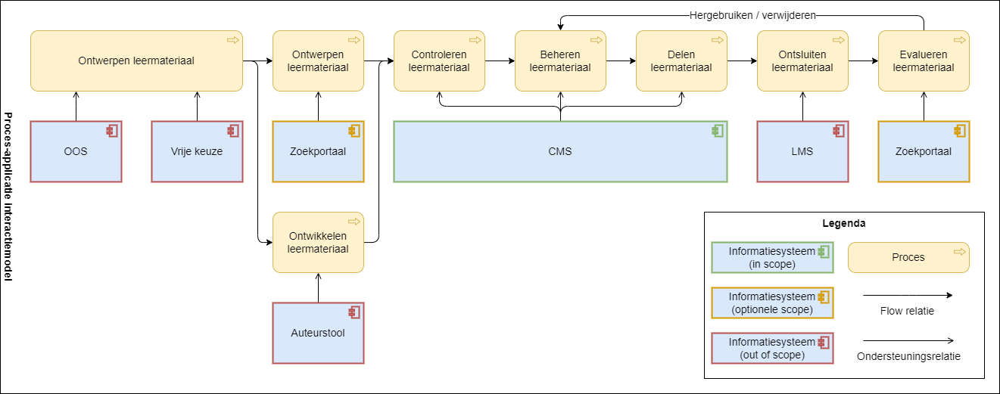 Hergebruiken / verwijderen
Ontwerpen leermateriaal
Ontwerpen
leermateriaal
Controleren
leermateriaal
Beheren
leermateriaal
Delen
leermateriaal
Ontsluiten
leermateriaal
Evalueren
leermateriaal
OOS
Vrije keuze
Zoekportaal
CMS
LMS
Zoekportaal
Proces-applicatie Interactiemodel
Ontwikkelen
leermateriaal
Auteurstool
Legenda
Informatiesysteem
(in scope)
Proces
Informatiesysteem
(optionele scope)
Flow relatie
Informatiesysteem
(out of scope)
Ondersteuningsrelatie